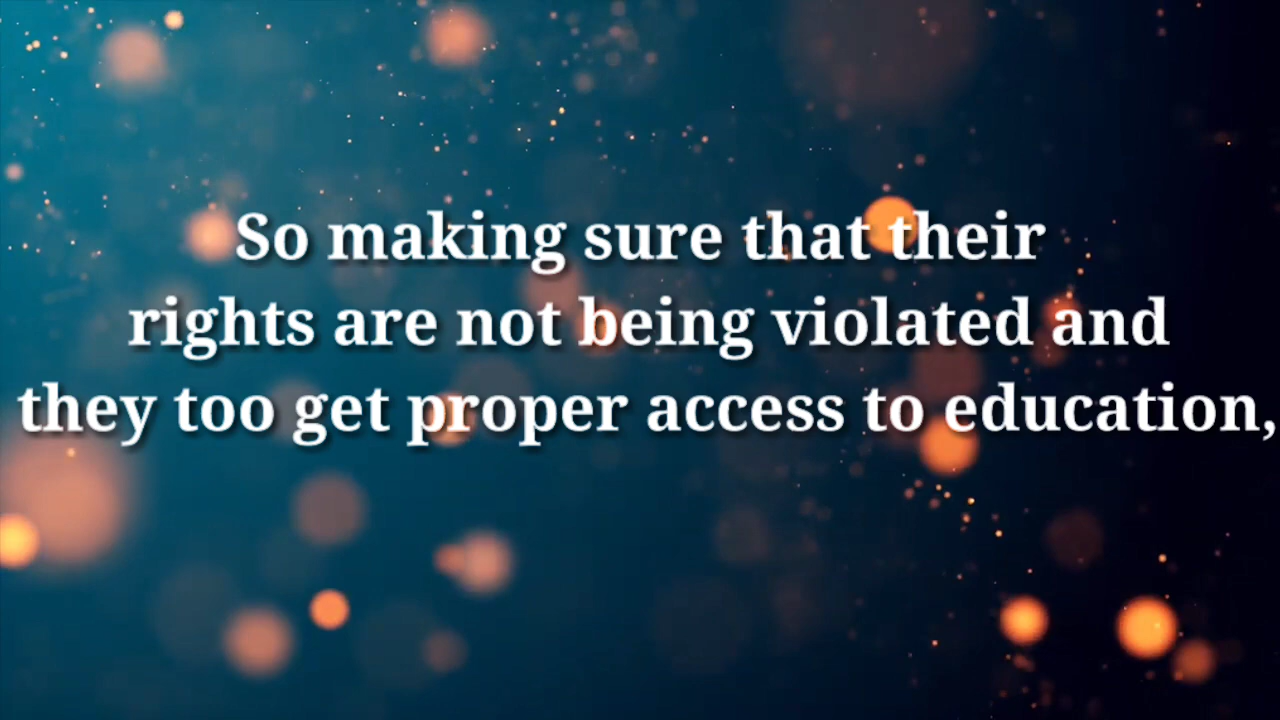 So making sure that their
rights are not being violated and
they too get proper access to education,